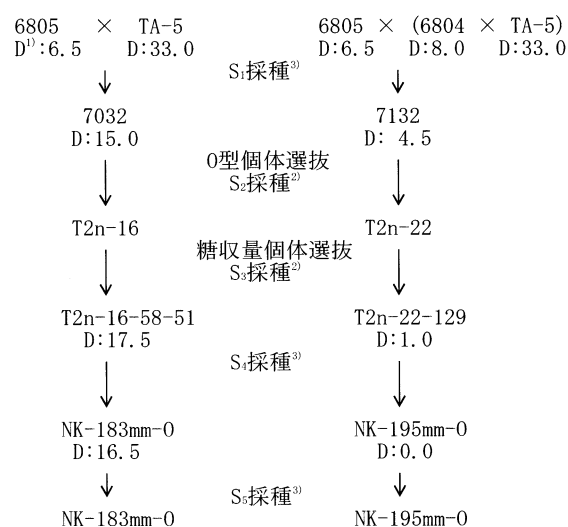 6805 × TA-5 6805 × (6804 × TA-5)
D¹⁾:6.5 D:33.0 D:6.5 D:8.0 D:33.0
S₁採種³⁾
7032 7132
D:15.0 D: 4.5
O型個体選抜
S₂採種²⁾
T2n-16 T2n-22
糖収量個体選抜
S₃採種²⁾
T2n-16-58-51 T2n-22-129
D:17.5 D:1.0
S₄採種³⁾
NK-183mm-O NK-195mm-O
D:16.5 D:0.0
S₅採種³⁾
NK-183mm-O NK-195mm-O